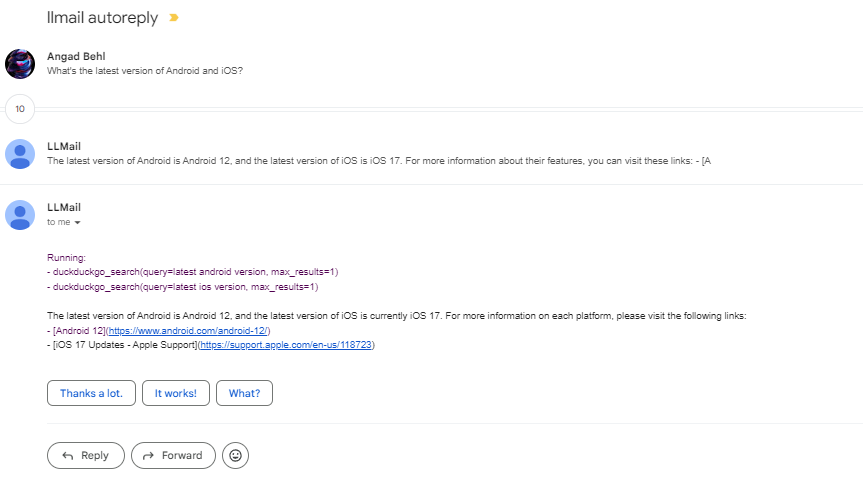 llmail autoreply
Angad Behl
What's the latest version of Android and iOS?
10
LLMail
The latest version of Android is Android 12, and the latest version of iOS is iOS 17. For more information about their features, you can visit these links: - [A
LLMail
to me
Running:
- duckduckgo_search(query=latest android version, max_results=1)
- duckduckgo_search(query=latest ios version, max_results=1)
The latest version of Android is Android 12, and the latest version of iOS is currently iOS 17. For more information on each platform, please visit the following links:
- [Android 12](https://www.android.com/android-12/)
- [iOS 17 Updates - Apple Support](https://support.apple.com/en-us/118723)
Thanks a lot. It works! What?
Reply Forward